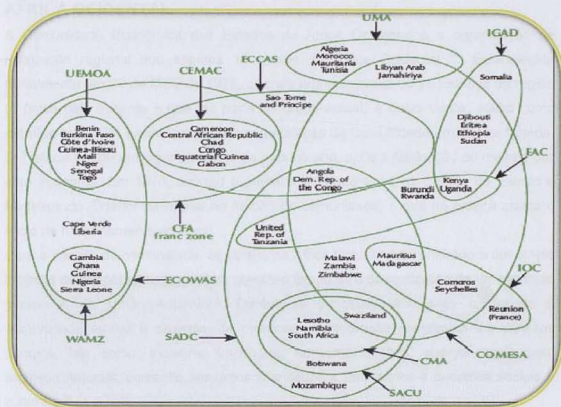 UMA
IGAD
ECCAS
CEMAC
UEMOA
Algeria
Morocco
Mauritania
Tunisia
Libyan Arab
Jamahiriya
Somalia
Sao Tome
and Principe
Benin
Burkina Faso
Côte d'Ivoire
Guinea-Bissau
Mali
Niger
Senegal
Togo
Cameroon
Central African Republic
Chad
Congo
Equatorial Guinea
Gabon
Djibouti
Eritrea
Ethiopia
Sudan
EAC
Angola
Dem. Rep. of
the Congo
Burundi
Rwanda
Kenya
Uganda
Cape Verde
Liberia
CFA
franc zone
United
Rep. of
Tanzania
Gambia
Ghana
Guinea
Nigeria
Sierra Leone
ECOWAS
Malawi
Zambia
Zimbabwe
Mauritius
Madagascar
IOC
Comoros
Seychelles
Reunion
(France)
Lesotho
Namibia
South Africa
Swaziland
WAMZ
SADC
CMA
COMESA
Botswana
SACU
Mozambique